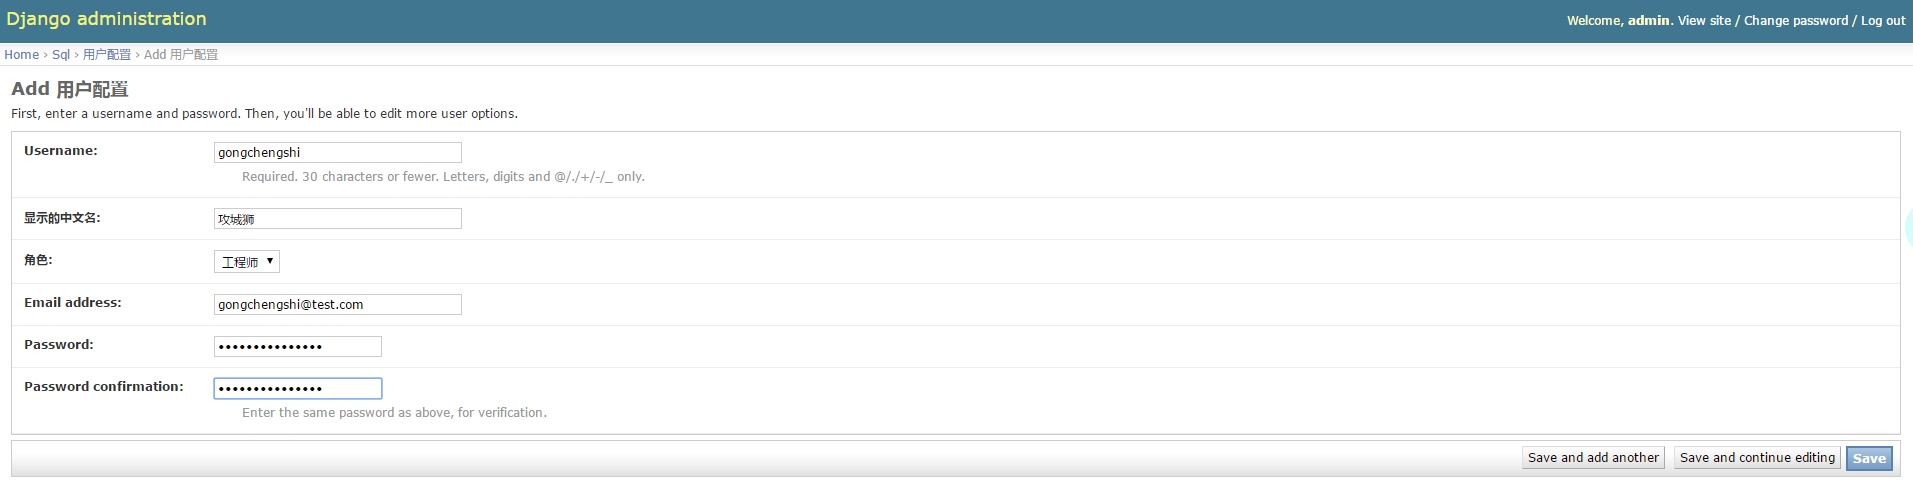 Django administration
Welcome, admin. View site / Change password / Log out
Home › Sql › 用户配置 › Add 用户配置
Add 用户配置
First, enter a username and password. Then, you'll be able to edit more user options.
Username: gongchengshi
Required. 30 characters or fewer. Letters, digits and @/./+/-/_ only.
显示的中文名: 攻城狮
角色: 工程师
Email address: gongchengshi@test.com
Password: •••••••••••••••
Password confirmation: •••••••••••••••
Enter the same password as above, for verification.
Save and add another Save and continue editing Save